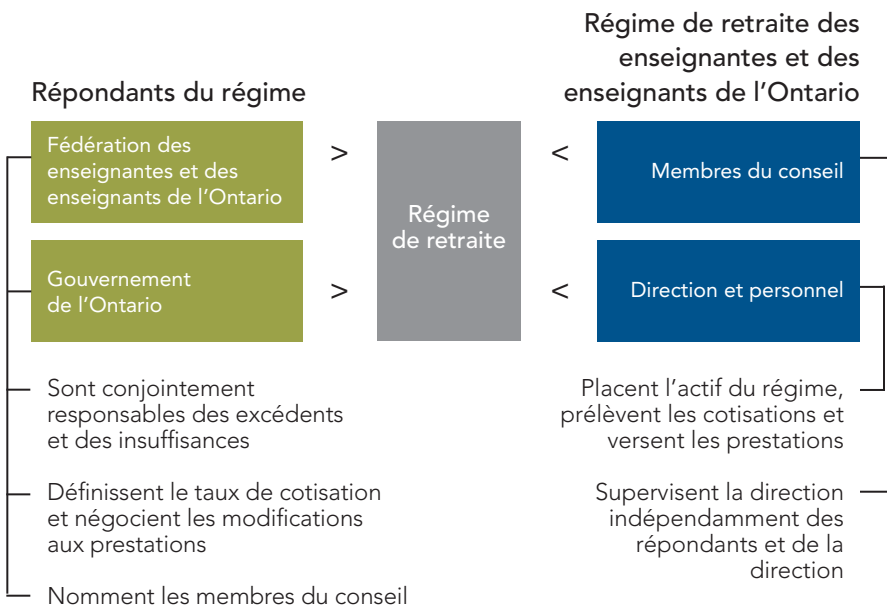 Répondants du régime
Fédération des
enseignantes et des
enseignants de l'Ontario
>
Gouvernement
de l'Ontario
>
Sont conjointement
responsables des excédents
et des insuffisances
Définissent le taux de cotisation
et négocient les modifications
aux prestations
Nomment les membres du conseil
Régime
de retraite
Régime de retraite des
enseignantes et des
enseignants de l'Ontario
<
Membres du conseil
<
Direction et personnel
Placent l'actif du régime,
prélèvent les cotisations et
versent les prestations
Supervisent la direction
indépendamment des
répondants et de la
direction